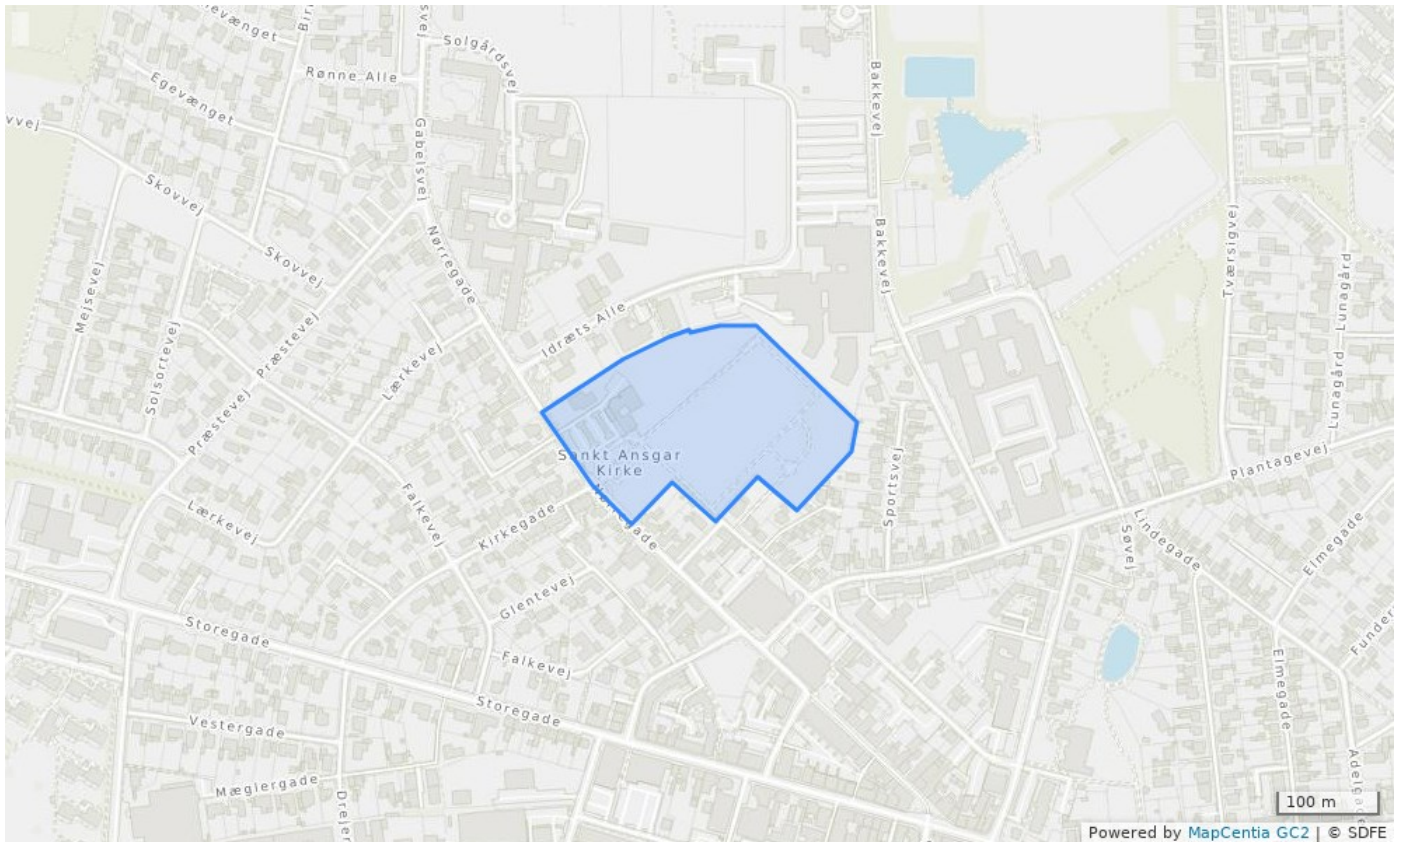 Solgårdsvej
Rønne Alle
Egevænget
Gabelsvej
Bakkevej
Skovvej
Nørregade
Bakkevej
Tværsigvej
Skovvej
Mejsevej
Lunagård
Idræts Alle
Præstevej
Lærkevej
Solsortevej
Lunagård
Præstevej
Sankt Ansgar
Kirke
Plantagevej
Sportsvej
Nørregade
Falkevej
Lærkevej
Kirkegade
Lindegade
Søvej
Elmegade
Glentevej
Storegade
Falkevej
Elmegade
Storegade
Vestergade
Mæglergade
100 m
Powered by MapCentia GC2 | © SDFE